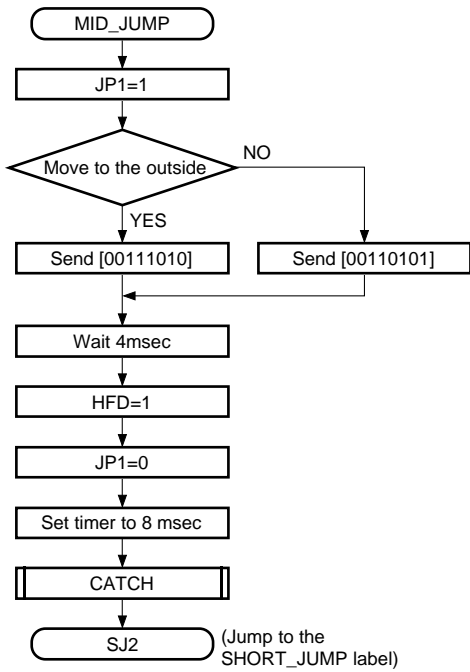 MID_JUMP
JP1=1
Move to the outside
NO
YES
Send [00111010]
Send [00110101]
Wait 4msec
HFD=1
JP1=0
Set timer to 8 msec
CATCH
SJ2
(Jump to the
SHORT_JUMP label)